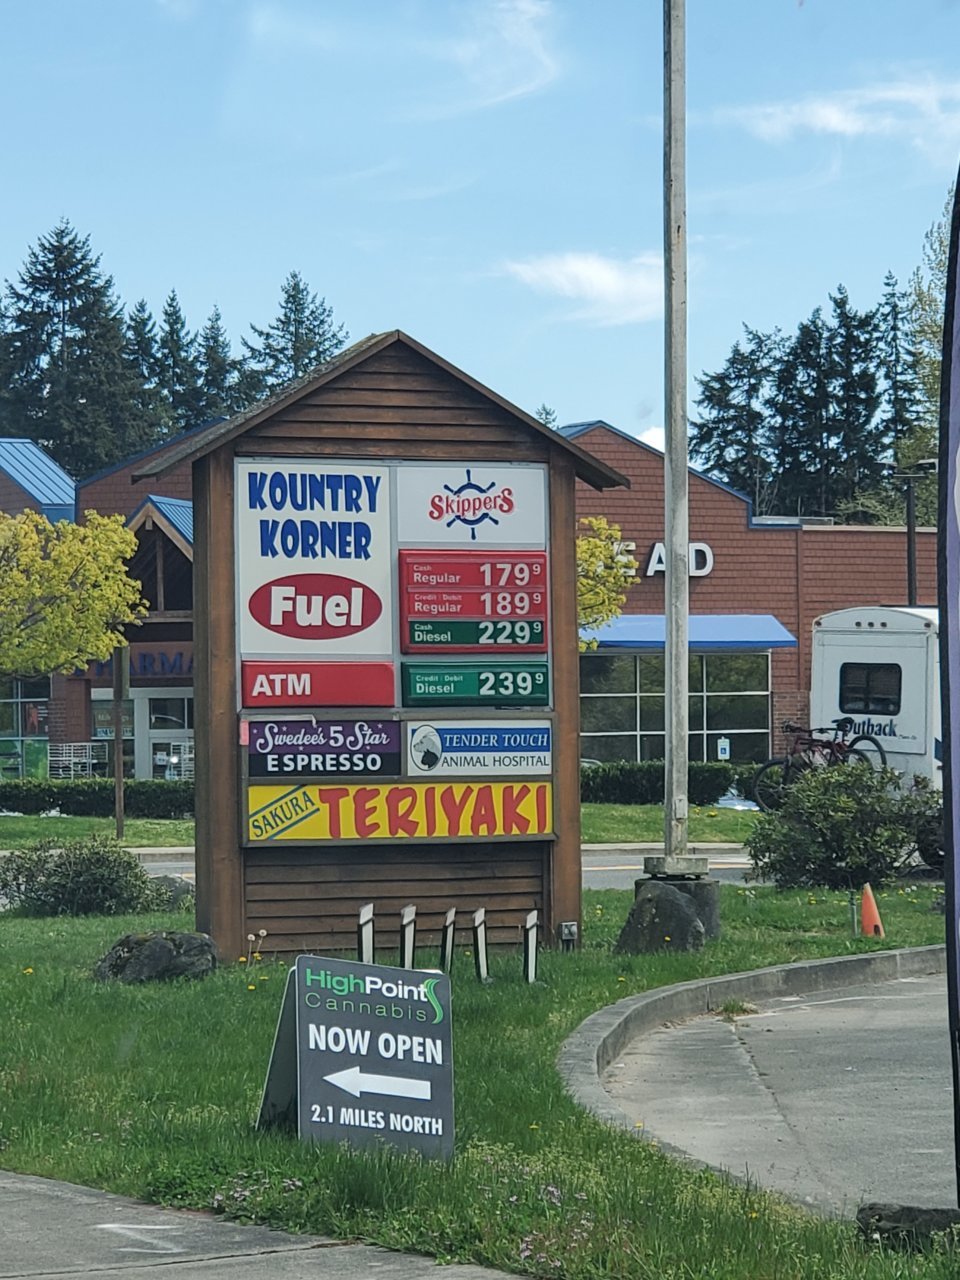 KOUNTRY
KORNER
Fuel
ATM
SkipperS
Cash
Regular 179 9
Credit/Debit
Regular 189 9
Cash
Diesel 229 9
Credit/Debit
Diesel 239 9
Swedee's 5 Star
ESPRESSO
TENDER TOUCH
ANIMAL HOSPITAL
SAKURA TERIYAKI
HighPoint
Cannabis
NOW OPEN
2.1 MILES NORTH
PHARMA
E A D
Outback